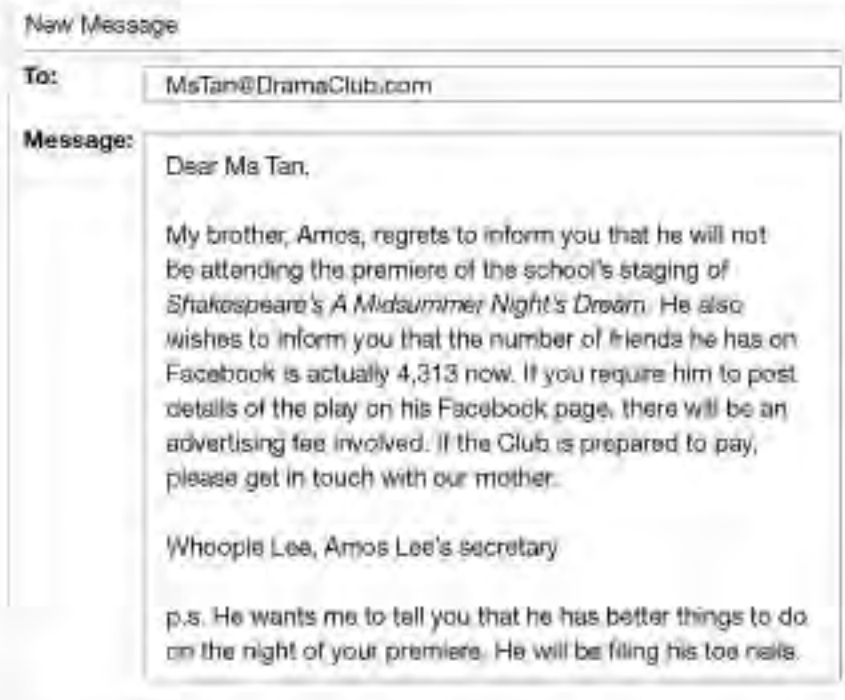 New Message
To: MsTan@DramaClub.com
Message:
Dear Ms Tan,
My brother, Amos, regrets to inform you that he will not
be attending the premiere of the school's staging of
Shakespeare's A Midsummer Night's Dream. He also
wishes to inform you that the number of friends he has on
Facebook is actually 4,313 now. If you require him to post
details of the play on his Facebook page, there will be an
advertising fee involved. If the Club is prepared to pay,
please get in touch with our mother.
Whoopie Lee, Amos Lee's secretary
p.s. He wants me to tell you that he has better things to do
on the night of your premiere. He will be filing his toe nails.